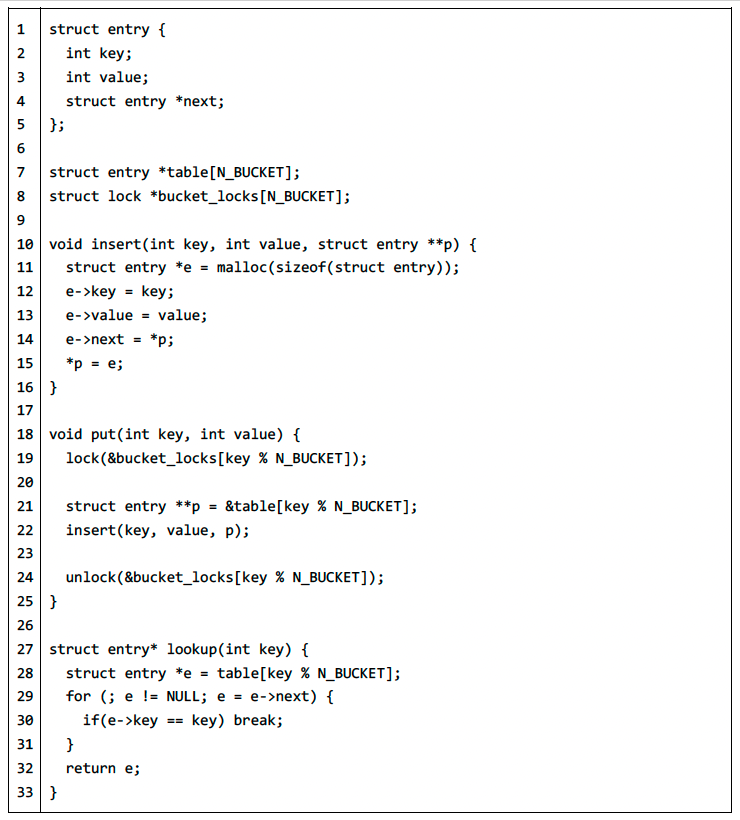 1 struct entry {
2   int key;
3   int value;
4   struct entry *next;
5 };
6
7 struct entry *table[N_BUCKET];
8 struct lock *bucket_locks[N_BUCKET];
9
10 void insert(int key, int value, struct entry **p) {
11   struct entry *e = malloc(sizeof(struct entry));
12   e->key = key;
13   e->value = value;
14   e->next = *p;
15   *p = e;
16 }
17
18 void put(int key, int value) {
19   lock(&bucket_locks[key % N_BUCKET]);
20
21   struct entry **p = &table[key % N_BUCKET];
22   insert(key, value, p);
23
24   unlock(&bucket_locks[key % N_BUCKET]);
25 }
26
27 struct entry* lookup(int key) {
28   struct entry *e = table[key % N_BUCKET];
29   for (; e != NULL; e = e->next) {
30     if(e->key == key) break;
31   }
32   return e;
33 }